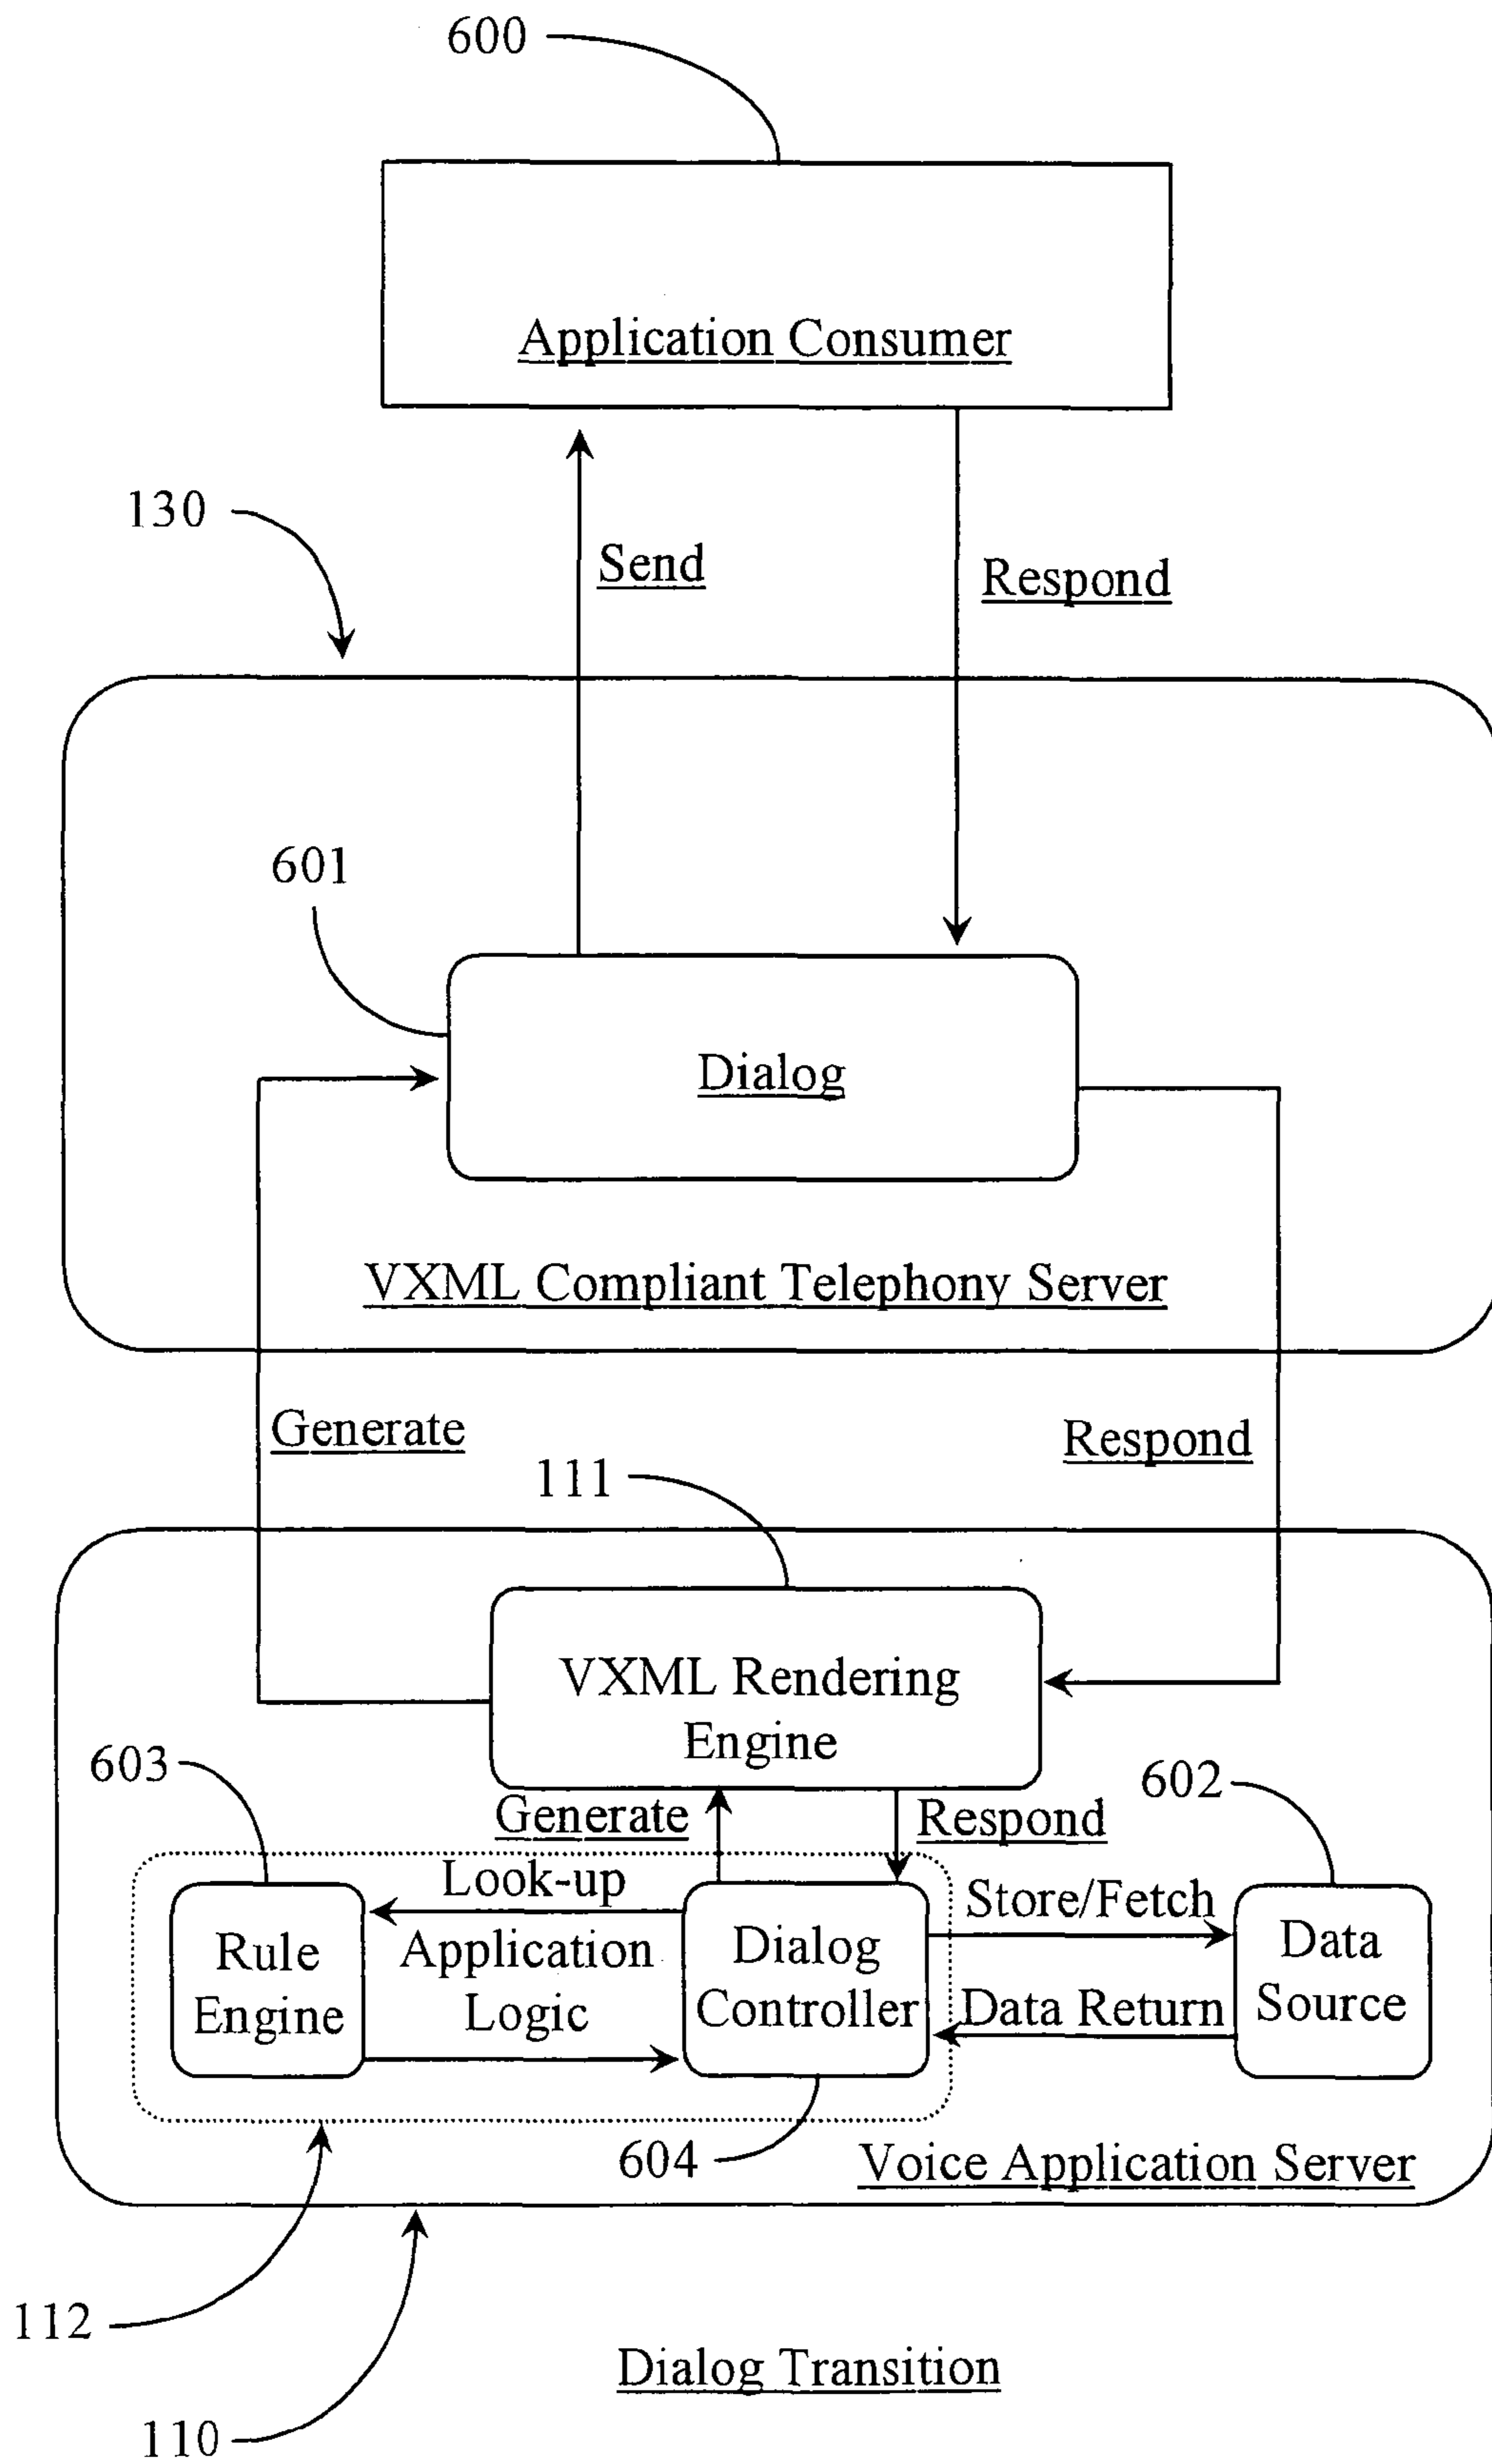 600
Application Consumer
130
Send
Respond
601
Dialog
VXML Compliant Telephony Server
Generate
Respond
111
VXML Rendering
Engine
603
602
Generate
Respond
Look-up
Store/Fetch
Rule
Engine
Application
Logic
Dialog
Controller
Data Return
Data
Source
604
Voice Application Server
112
Dialog Transition
110